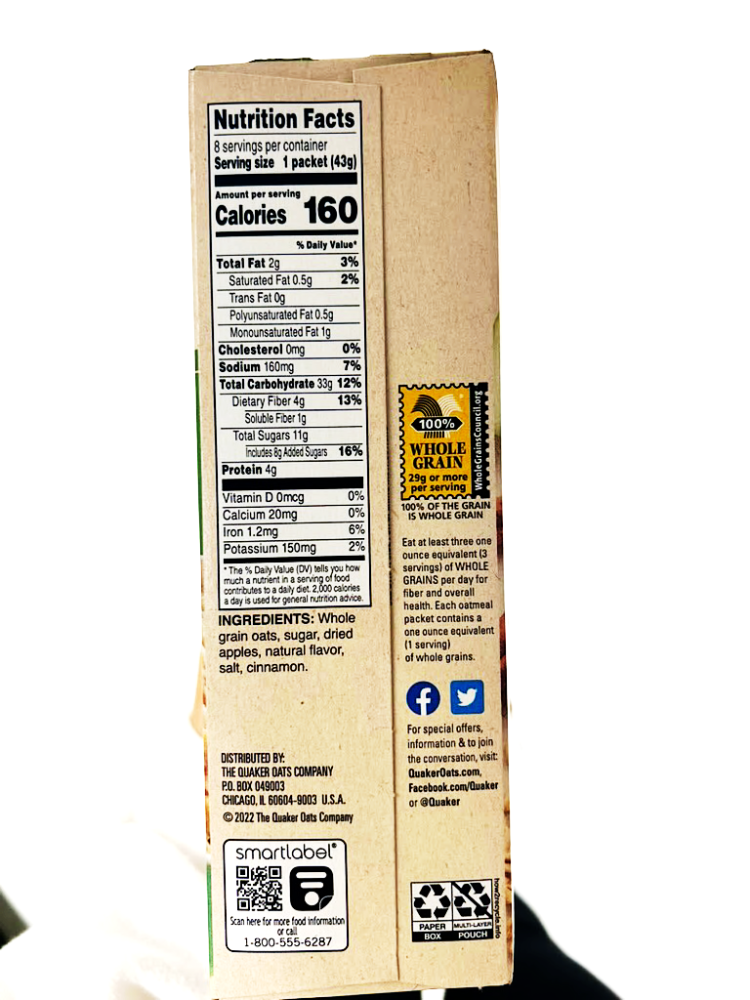 Nutrition Facts
8 servings per container
Serving size 1 packet (43g)
Amount per serving
Calories 160
% Daily Value*
Total Fat 2g 3%
Saturated Fat 0.5g 2%
Trans Fat 0g
Polyunsaturated Fat 0.5g
Monounsaturated Fat 1g
Cholesterol 0mg 0%
Sodium 160mg 7%
Total Carbohydrate 33g 12%
Dietary Fiber 4g 13%
Soluble Fiber 1g
Total Sugars 11g
Includes 8g Added Sugars 16%
Protein 4g
Vitamin D 0mcg 0%
Calcium 20mg 0%
Iron 1.2mg 6%
Potassium 150mg 2%
* The % Daily Value (DV) tells you how
much a nutrient in a serving of food
contributes to a daily diet. 2,000 calories
a day is used for general nutrition advice.
INGREDIENTS: Whole
grain oats, sugar, dried
apples, natural flavor,
salt, cinnamon.
DISTRIBUTED BY:
THE QUAKER OATS COMPANY
P.O. BOX 049003
CHICAGO, IL 60604-9003 U.S.A.
© 2022 The Quaker Oats Company
smartlabel®
Scan here for more food information
or call
1-800-555-6287
100%
WHOLE
GRAIN
29g or more
per serving
WholeGrainsCouncil.org
100% OF THE GRAIN
IS WHOLE GRAIN
Eat at least three one
ounce equivalent (3
servings) of WHOLE
GRAINS per day for
fiber and overall
health. Each oatmeal
packet contains a
one ounce equivalent
(1 serving)
of whole grains.
For special offers,
information & to join
the conversation, visit:
QuakerOats.com,
Facebook.com/Quaker
or @Quaker
PAPER
BOX
MULTI-LAYER
POUCH
how2recycle.info